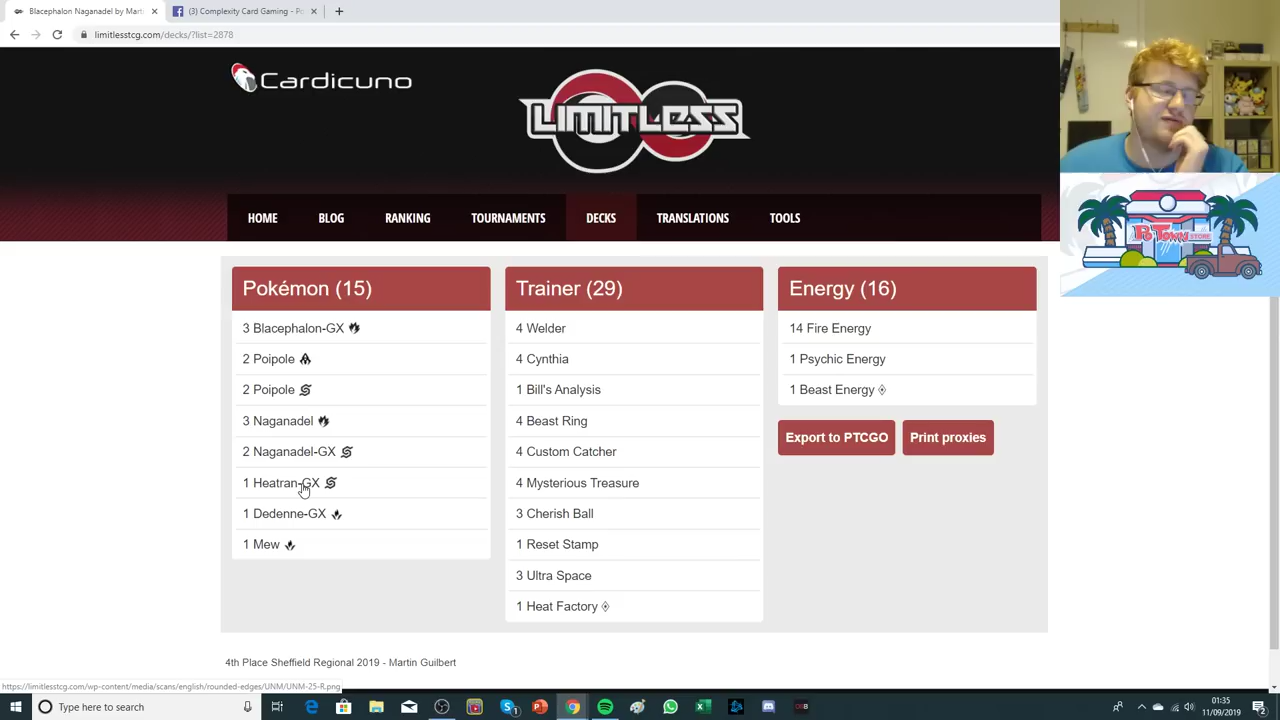 Blacephalon Naganadel by Marti
(3) Complexity Card Gaming - Po
limitlesstcg.com/decks/?list=2878
Cardicuno
LIMITLESS
HOME
BLOG
RANKING
TOURNAMENTS
DECKS
TRANSLATIONS
TOOLS
Pokémon (15)
3 Blacephalon-GX
2 Poipole
2 Poipole
3 Naganadel
2 Naganadel-GX
1 Heatran-GX
1 Dedenne-GX
1 Mew
Trainer (29)
4 Welder
4 Cynthia
1 Bill's Analysis
4 Beast Ring
4 Custom Catcher
4 Mysterious Treasure
3 Cherish Ball
1 Reset Stamp
3 Ultra Space
1 Heat Factory
Energy (16)
14 Fire Energy
1 Psychic Energy
1 Beast Energy
Export to PTCGO
Print proxies
PoTown
STORE
4th Place Sheffield Regional 2019 - Martin Guilbert
https://limitlesstcg.com/wp-content/media/scans/english/rounded-edges/UNM/UNM-25-R.png
Type here to search
01:35
11/09/2019